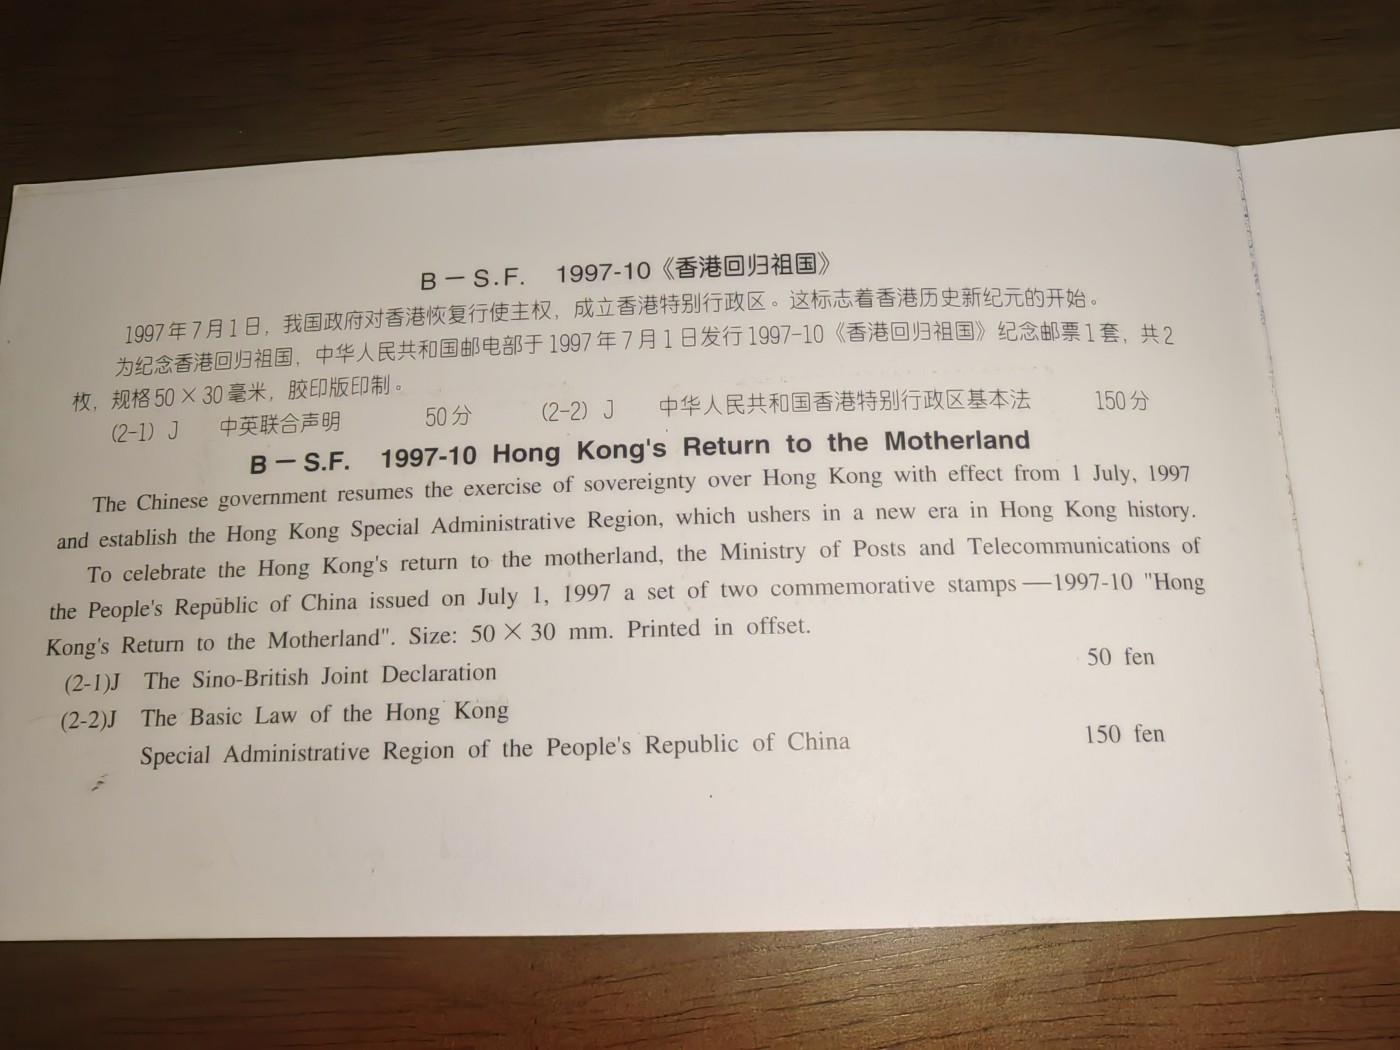 B－S.F. 1997-10《香港回归祖国》
1997年7月1日，我国政府对香港恢复行使主权，成立香港特别行政区。这标志着香港历史新纪元的开始。
为纪念香港回归祖国，中华人民共和国邮电部于1997年7月1日发行1997-10《香港回归祖国》纪念邮票1套，共2
枚，规格50×30毫米，胶印版印制。
(2-1) J 中英联合声明 50分 (2-2) J 中华人民共和国香港特别行政区基本法 150分
B－S.F. 1997-10 Hong Kong's Return to the Motherland
The Chinese government resumes the exercise of sovereignty over Hong Kong with effect from 1 July, 1997
and establish the Hong Kong Special Administrative Region, which ushers in a new era in Hong Kong history.
To celebrate the Hong Kong's return to the motherland, the Ministry of Posts and Telecommunications of
the People's Republic of China issued on July 1, 1997 a set of two commemorative stamps—1997-10 "Hong
Kong's Return to the Motherland". Size: 50×30 mm. Printed in offset.
(2-1)J The Sino-British Joint Declaration 50 fen
(2-2)J The Basic Law of the Hong Kong
Special Administrative Region of the People's Republic of China 150 fen